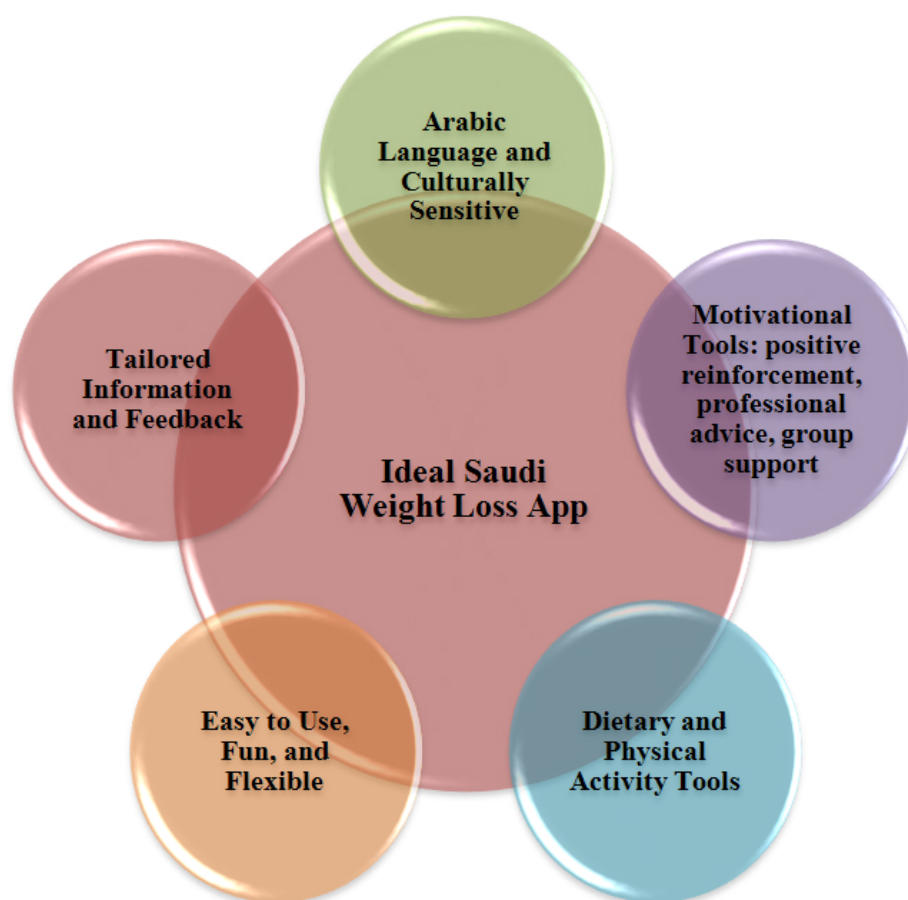 Arabic
Language and
Culturally
Sensitive
Motivational
Tools: positive
reinforcement,
professional
advice, group
support
Tailored
Information
and Feedback
Ideal Saudi
Weight Loss App
Easy to Use,
Fun, and
Flexible
Dietary and
Physical
Activity Tools